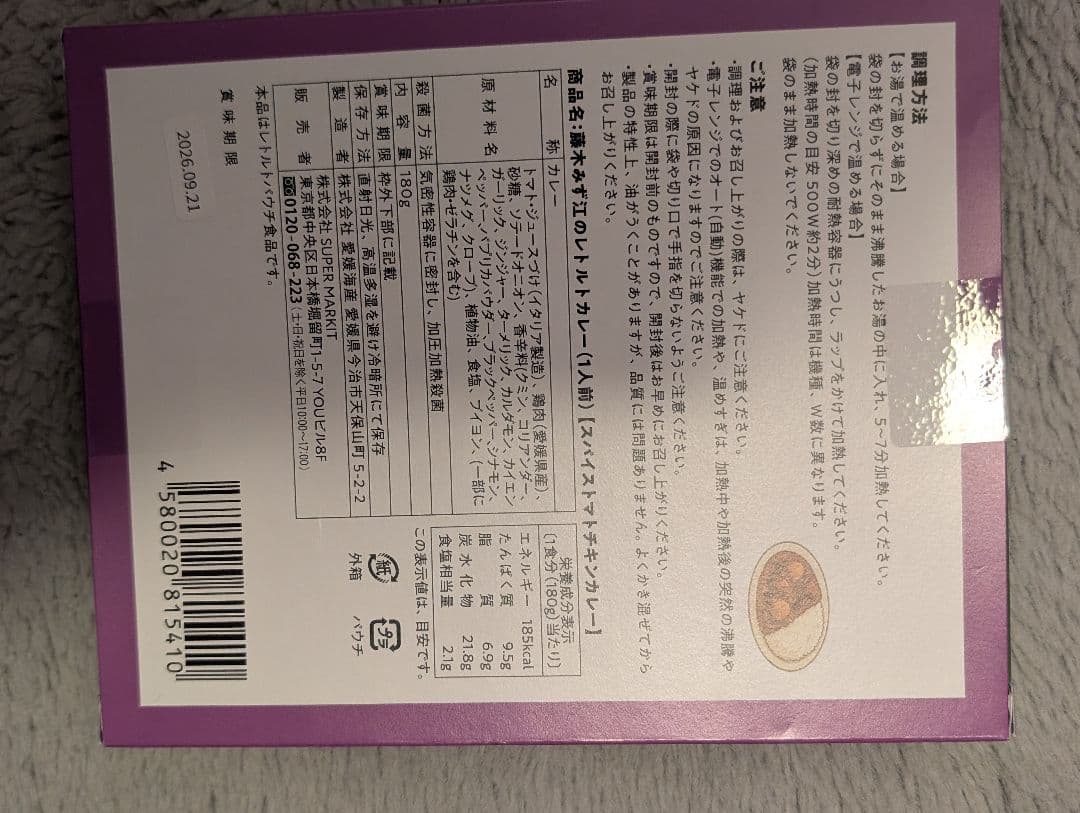 調理方法
【お湯で温める場合】
袋の封を切らずにそのまま沸騰したお湯の中に入れ、5〜7分加熱してください。
【電子レンジで温める場合】
袋の封を切り深めの耐熱容器にうつし、ラップをかけて加熱してください。
(加熱時間の目安 500W約2分) 加熱時間は機種、W数に異なります。
袋のまま加熱しないでください。
ご注意
・調理およびお召し上がりの際は、ヤケドにご注意ください。
・電子レンジでのオート(自動)機能での加熱や、温めすぎは、加熱中や加熱後の突然の沸騰や
ヤケドの原因になりますのでご注意ください。
・開封の際に袋や切り口で手指を切らないようご注意ください。
・賞味期限は開封前のものですので、開封後はお早めにお召し上がりください。
・製品の特性上、油がうくことがありますが、品質には問題ありません。よくかき混ぜてから
お召し上がりください。
商品名:藤木みず江のレトルトカレー(1人前)【スパイストマトチキンカレー】
名称 カレー
原材料名 トマト・ジュースづけ(イタリア製造)、鶏肉(愛媛県産)、
砂糖、ソテードオニオン、香辛料(クミン、コリアンダー、
ガーリック、ジンジャー、ターメリック、カルダモン、カイエン
ペッパー、パプリカパウダー、ブラックペッパー、シナモン、
ナツメグ、クローブ)、植物油、食塩、ブイヨン、(一部に
鶏肉・ゼラチンを含む)
殺菌方法 気密性容器に密封し、加圧加熱殺菌
内容量 180g
賞味期限 枠外下部に記載
保存方法 直射日光、高温多湿を避け冷暗所にて保存
製造者 株式会社 愛媛海産 愛媛県今治市天保山町 5-2-2
販売者 株式会社 SUPER MARKIT
東京都中央区日本橋堀留町1-5-7 YOUビル8F
0120-068-223 (土・日・祝日を除く平日10:00〜17:00)
本品はレトルトパウチ食品です。
賞味期限
2026.09.21
栄養成分表示
(1食分(180g)当たり)
エネルギー 185kcal
たんぱく質 9.5g
脂質 6.9g
炭水化物 21.8g
食塩相当量 2.1g
この表示値は、目安です。
紙 プラ
外箱 パウチ
4 580020 815410